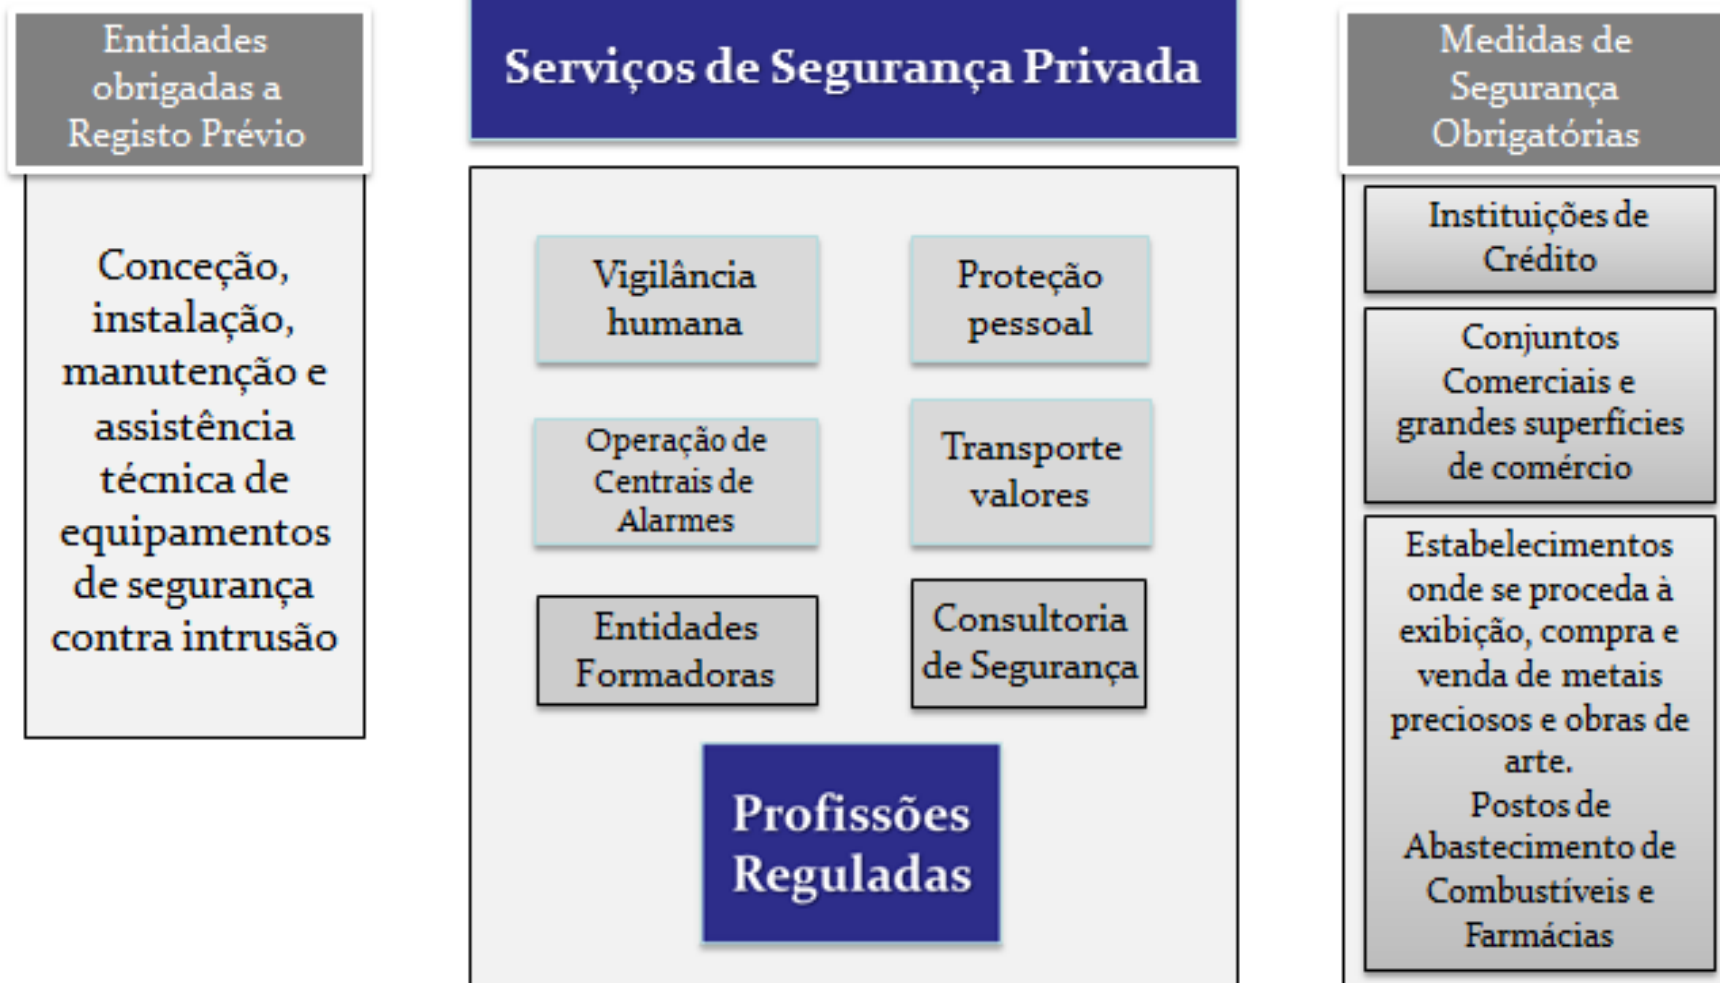 Entidades
obrigadas a
Registo Prévio
Conceção,
instalação,
manutenção e
assistência
técnica de
equipamentos
de segurança
contra intrusão
Serviços de Segurança Privada
Vigilância
humana
Proteção
pessoal
Operação de
Centrais de
Alarmes
Transporte
valores
Entidades
Formadoras
Consultoria
de Segurança
Profissões
Reguladas
Medidas de
Segurança
Obrigatórias
Instituições de
Crédito
Conjuntos
Comerciais e
grandes superfícies
de comércio
Estabelecimentos
onde se proceda à
exibição, compra e
venda de metais
preciosos e obras de
arte.
Postos de
Abastecimento de
Combustíveis e
Farmácias